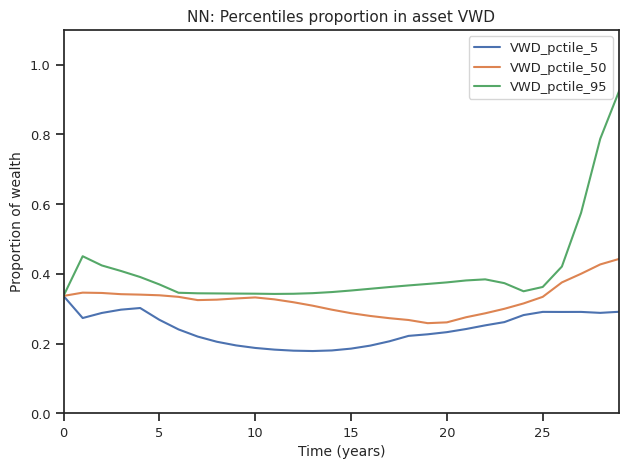 NN: Percentiles proportion in asset VWD
VWD_pctile_5
VWD_pctile_50
VWD_pctile_95
Proportion of wealth
1.0
0.8
0.6
0.4
0.2
0.0
0 5 10 15 20 25
Time (years)